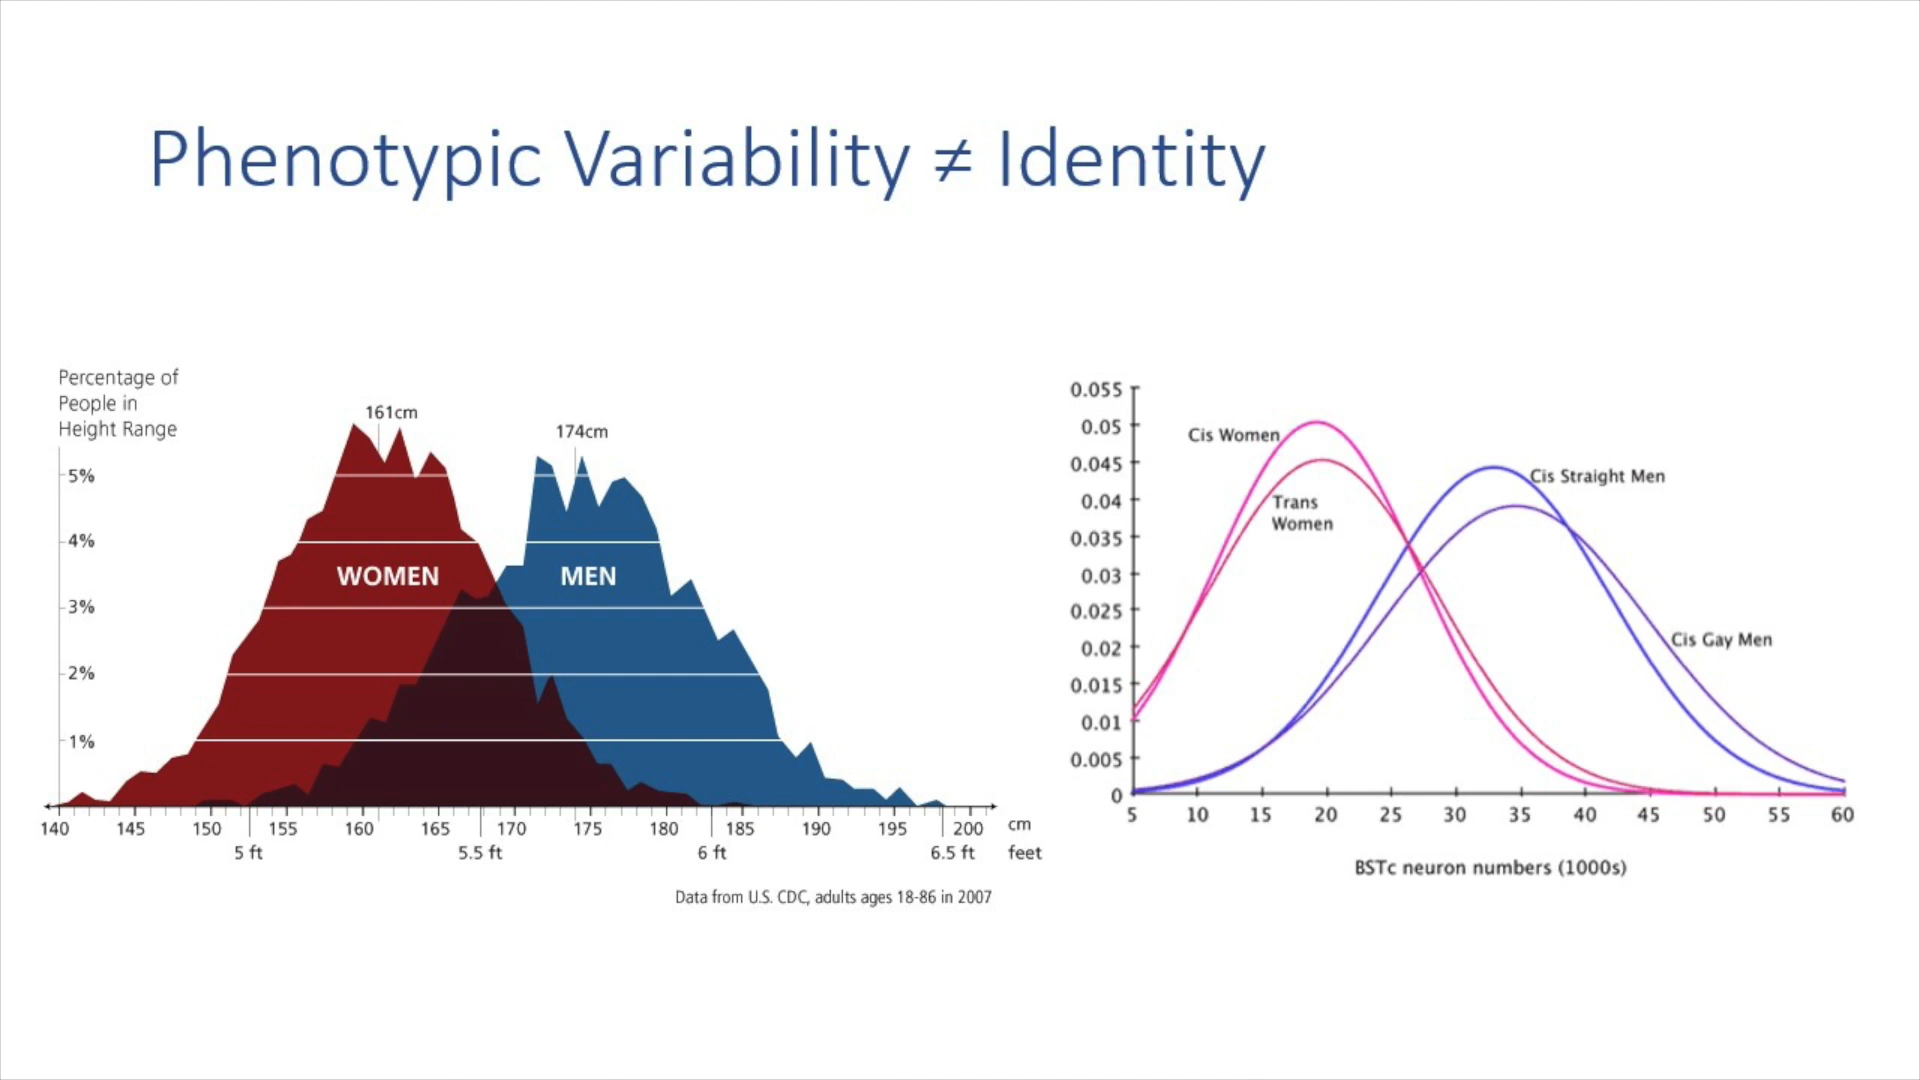 Phenotypic Variability ≠ Identity
Percentage of
People in
Height Range
161cm
174cm
5%
4%
3%
2%
1%
WOMEN
MEN
140 145 150 155 160 165 170 175 180 185 190 195 200 cm
5 ft 5.5 ft 6 ft 6.5 ft feet
Data from U.S. CDC, adults ages 18-86 in 2007
0.055
0.05
0.045
0.04
0.035
0.03
0.025
0.02
0.015
0.01
0.005
0
Cis Women
Trans
Women
Cis Straight Men
Cis Gay Men
5 10 15 20 25 30 35 40 45 50 55 60
BSTc neuron numbers (1000s)